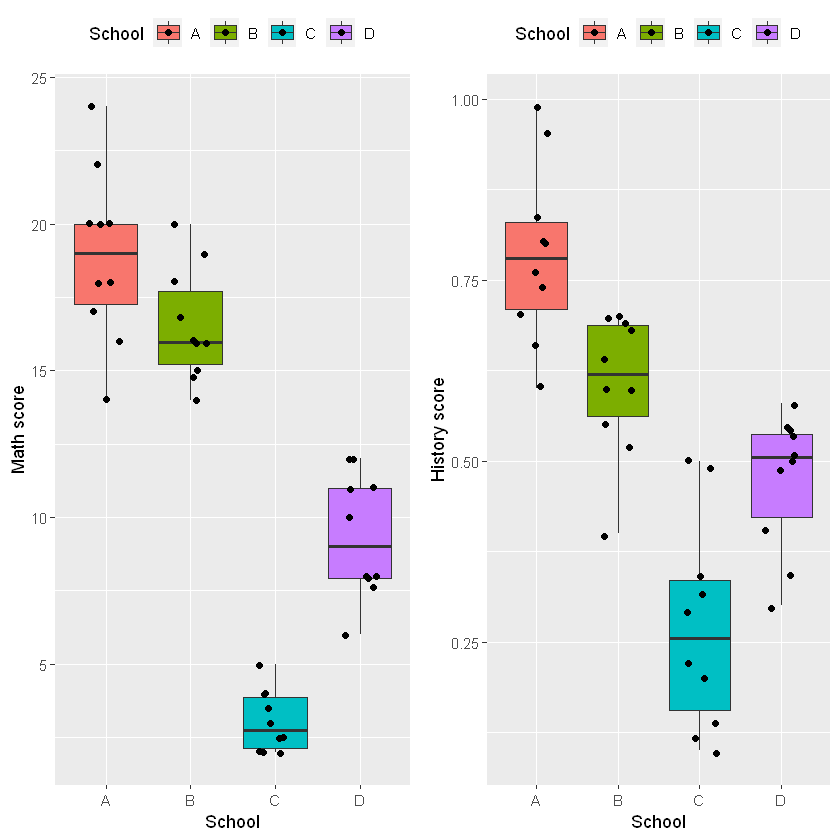 School A B C D
25
20
15
10
5
Math score
A B C D
School
School A B C D
1.00
0.75
0.50
0.25
History score
A B C D
School